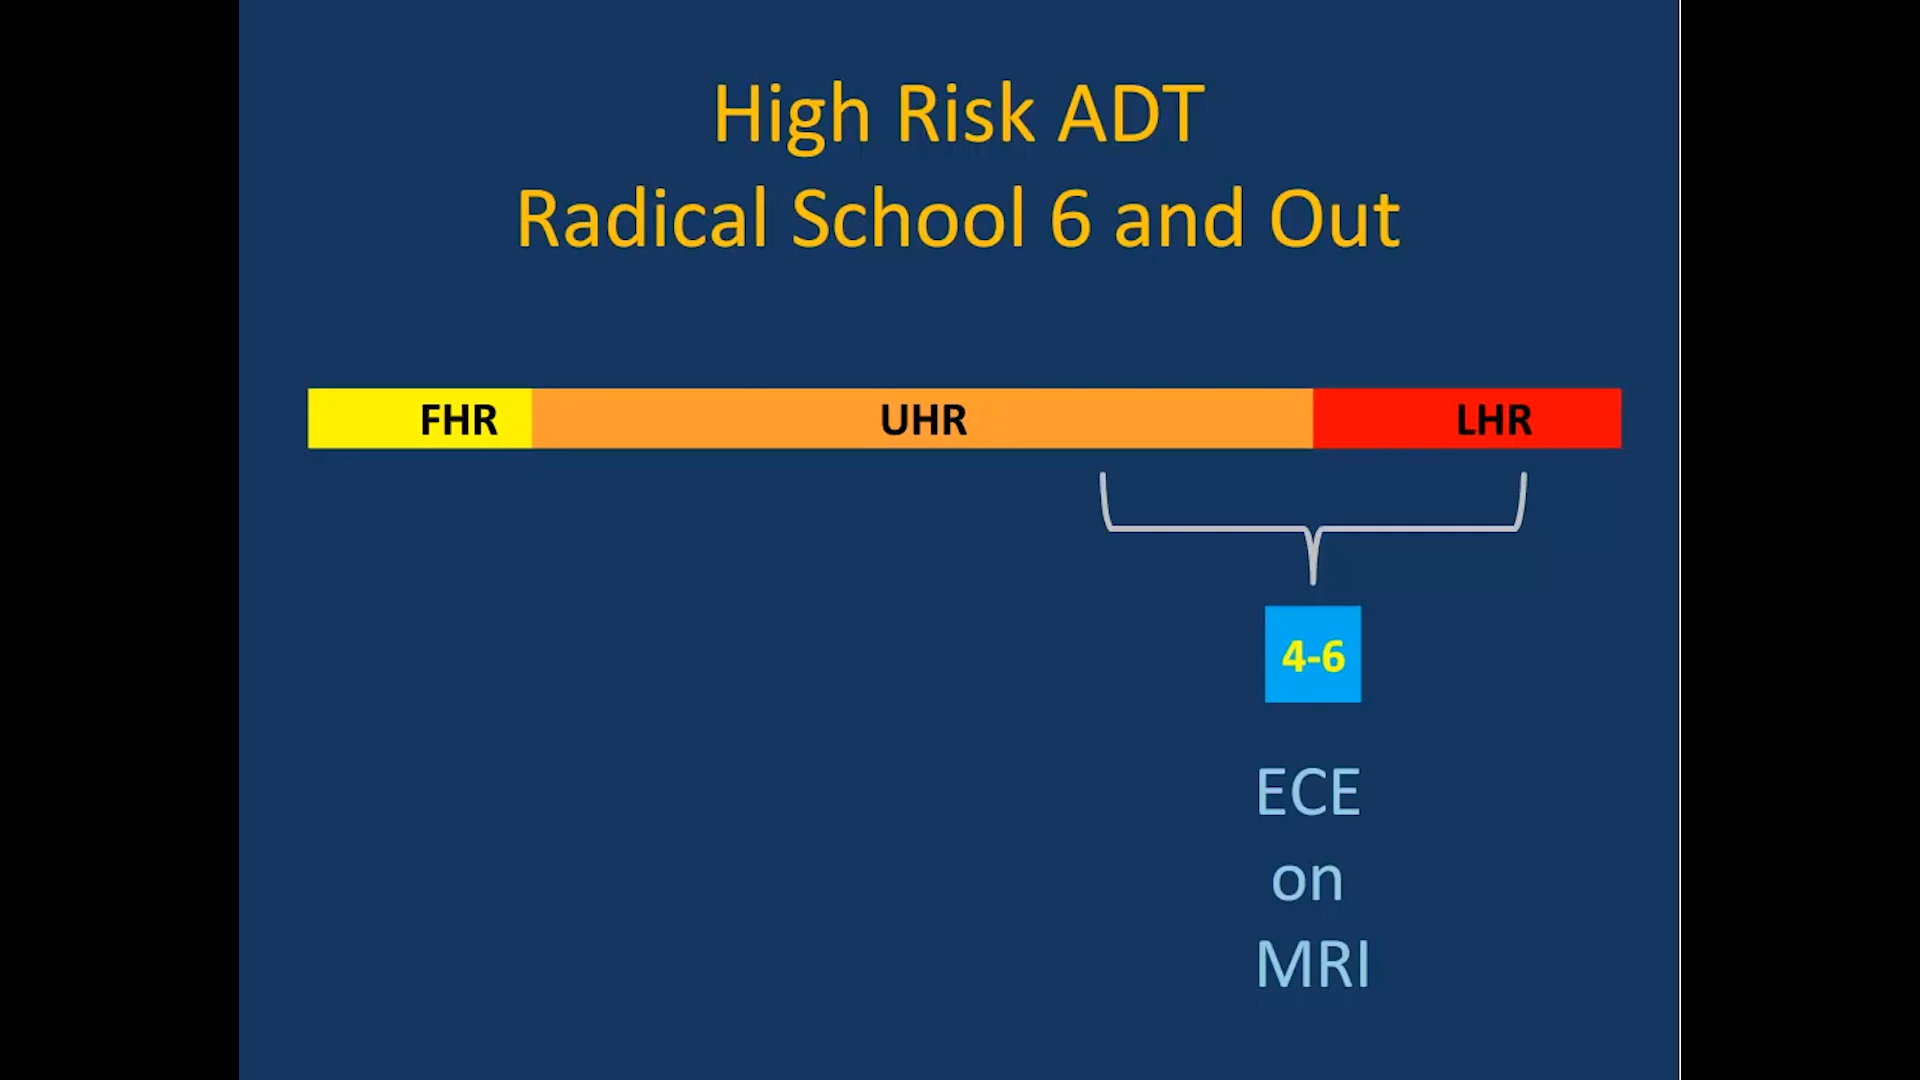 High Risk ADT
Radical School 6 and Out
FHR UHR LHR
4-6
ECE
on
MRI